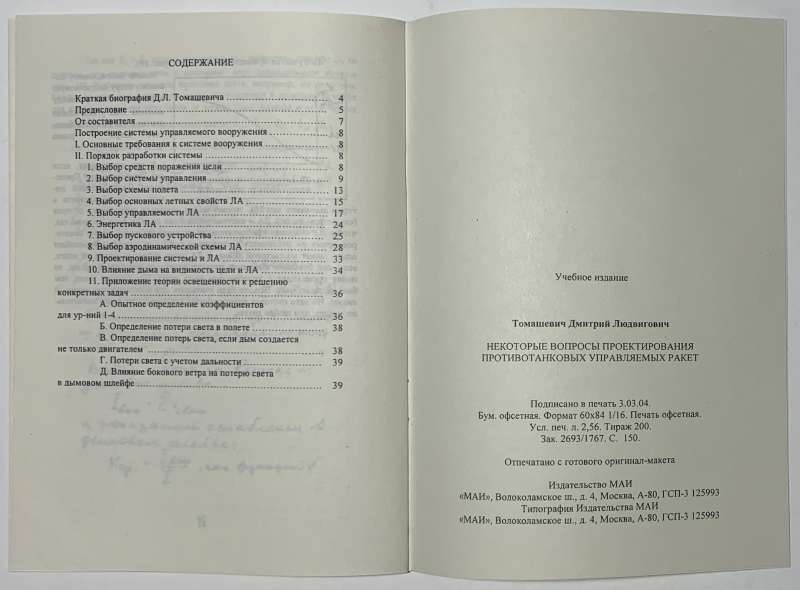 СОДЕРЖАНИЕ
Краткая биография Д.Л. Томашевича 4
Предисловие 5
От составителя 7
Построение системы управляемого вооружения 8
I. Основные требования к системе вооружения 8
II. Порядок разработки системы 8
1. Выбор средств поражения цели 8
2. Выбор системы управления 9
3. Выбор схемы полета 13
4. Выбор основных летных свойств ЛА 15
5. Выбор управляемости ЛА 17
6. Энергетика ЛА 24
7. Выбор пускового устройства 25
8. Выбор аэродинамической схемы ЛА 28
9. Проектирование системы и ЛА 33
10. Влияние дыма на видимость цели и ЛА 34
11. Приложение теории освещенности к решению
конкретных задач 36
А. Опытное определение коэффициентов
для ур-ний 1-4 36
Б. Определение потери света в полете 38
В. Определение потерь света, если дым создается
не только двигателем 38
Г. Потери света с учетом дальности 39
Д. Влияние бокового ветра на потерю света
в дымовом шлейфе 39
Учебное издание
Томашевич Дмитрий Людвигович
НЕКОТОРЫЕ ВОПРОСЫ ПРОЕКТИРОВАНИЯ
ПРОТИВОТАНКОВЫХ УПРАВЛЯЕМЫХ РАКЕТ
Подписано в печать 3.03.04.
Бум. офсетная. Формат 60х84 1/16. Печать офсетная.
Усл. печ. л. 2,56. Тираж 200.
Зак. 2693/1767. С. 150.
Отпечатано с готового оригинал-макета
Издательство МАИ
«МАИ», Волоколамское ш., д. 4, Москва, А-80, ГСП-3 125993
Типография Издательства МАИ
«МАИ», Волоколамское ш., д. 4, Москва, А-80, ГСП-3 125993